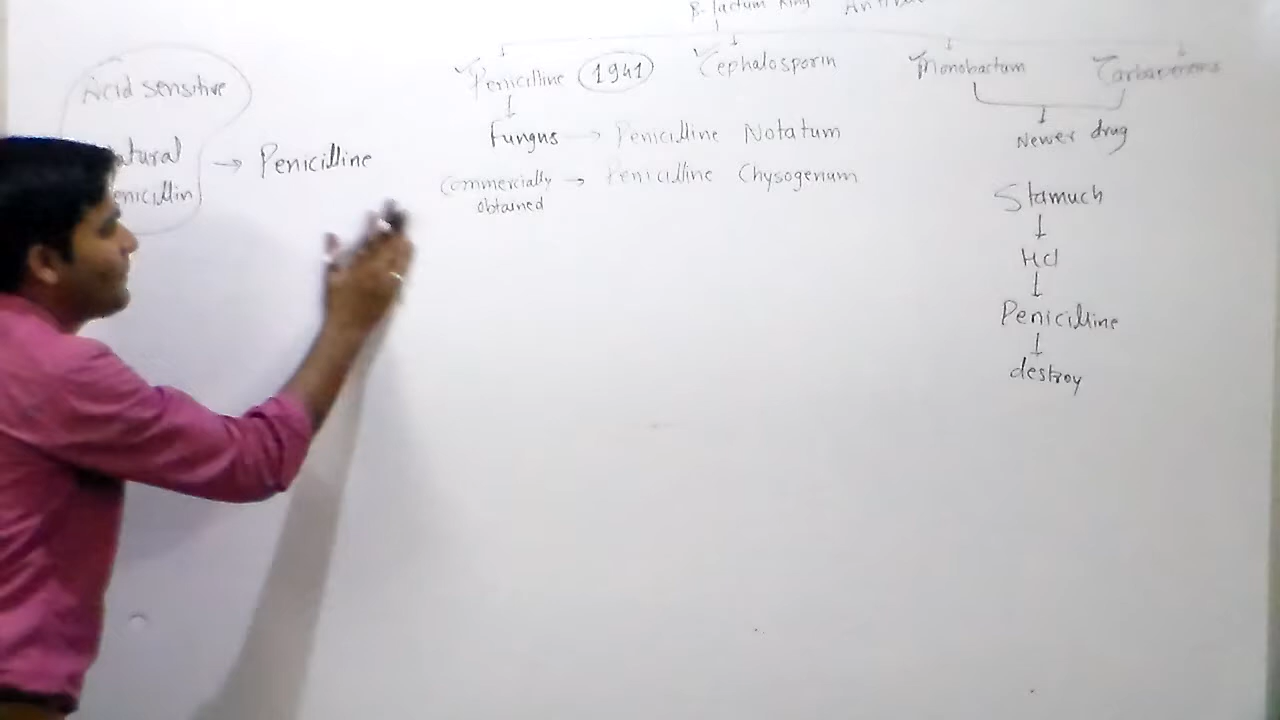 β-lactum Ring
Penicilline 1941 Cephalosporin Monobactum Carbapenems
Acid sensitive
Natural Penicillin → Penicilline
Fungus → Penicilline Notatum
Commercially obtained → Penicilline Chysogenum
Newer drug
Stamuch
↓
Hcl
↓
Penicilline
↓
destroy